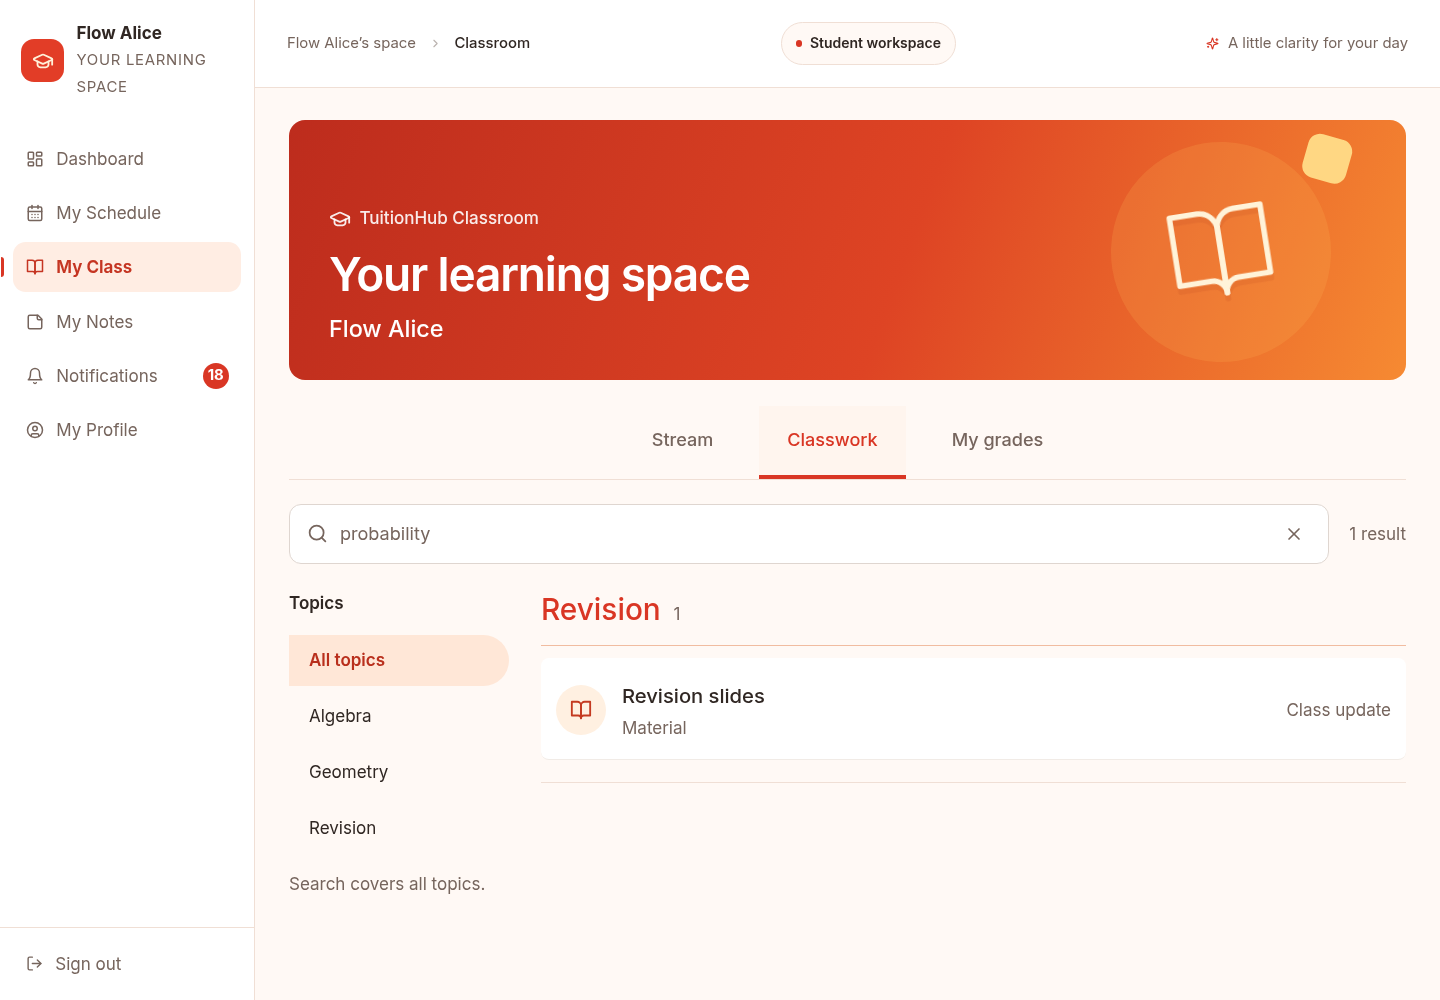 Flow Alice
YOUR LEARNING
SPACE
Dashboard
My Schedule
My Class
My Notes
Notifications 18
My Profile
Sign out
Flow Alice's space > Classroom
Student workspace
A little clarity for your day
TuitionHub Classroom
Your learning space
Flow Alice
Stream Classwork My grades
probability
1 result
Topics
All topics
Algebra
Geometry
Revision
Search covers all topics.
Revision 1
Revision slides
Material
Class update